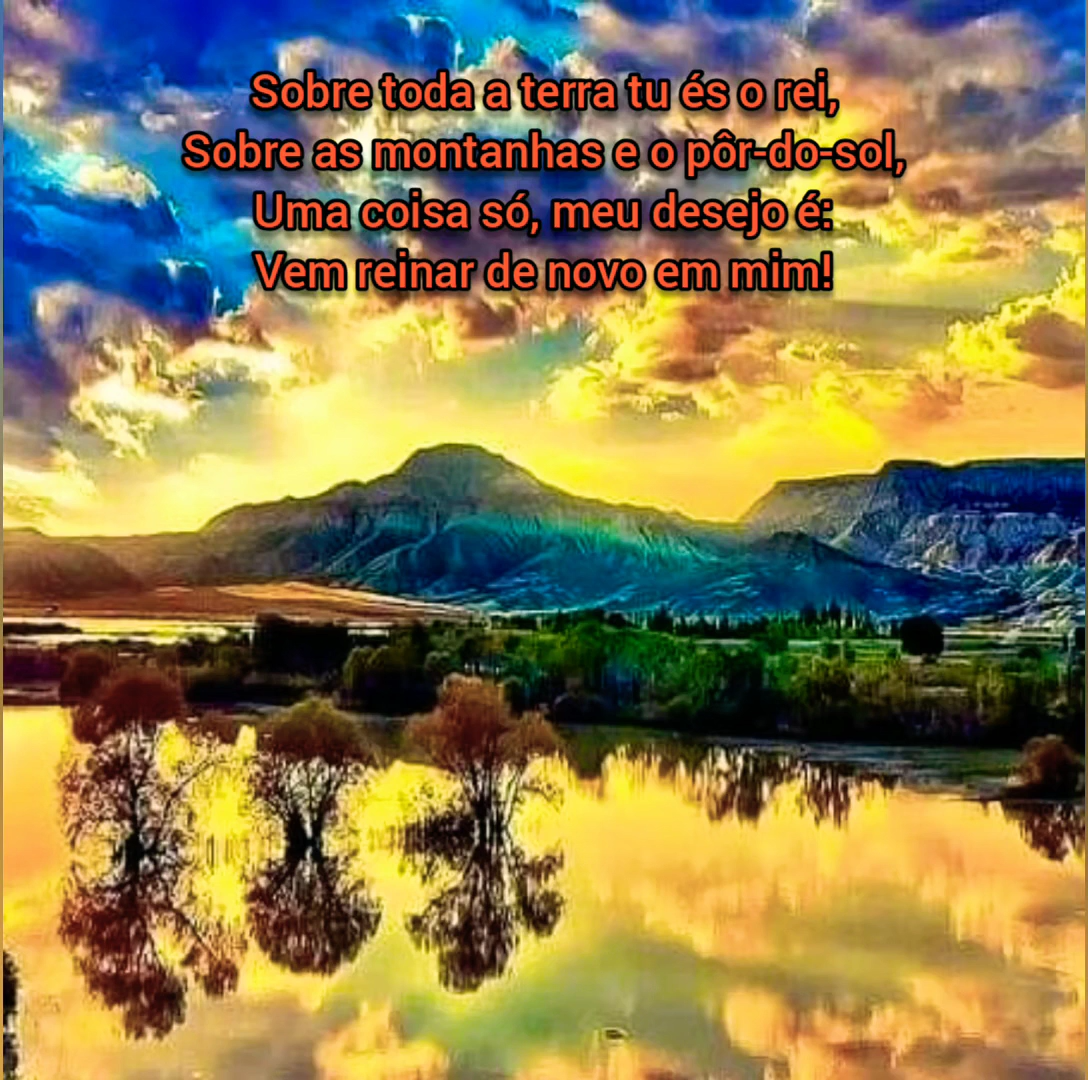 Sobre toda a terra tu és o rei,
Sobre as montanhas e o pôr-do-sol,
Uma coisa só, meu desejo é:
Vem reinar de novo em mim!